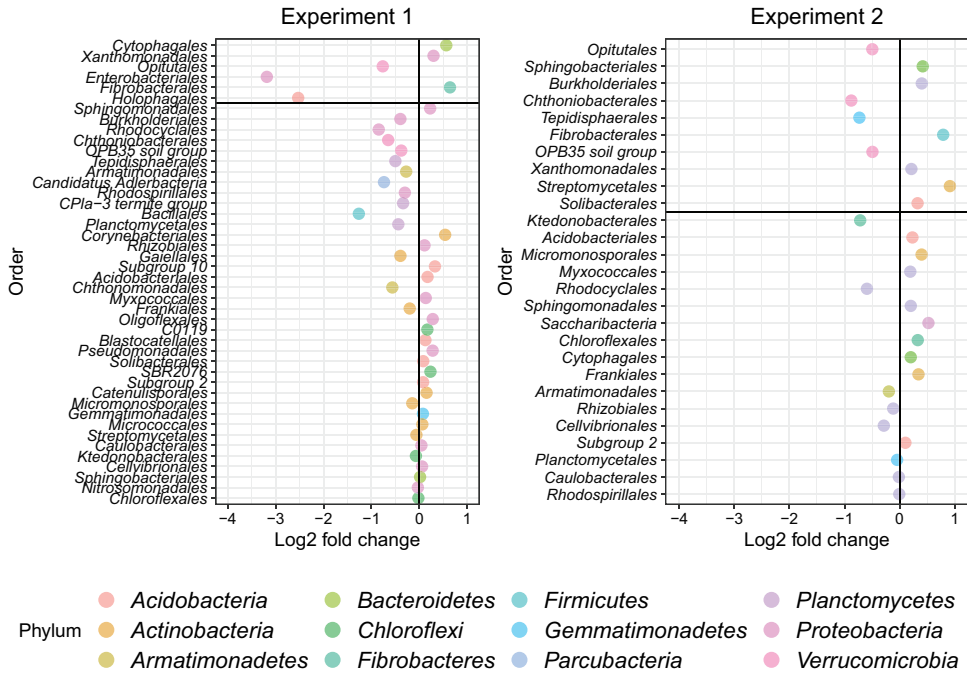 Experiment 1
Order
Cytophagales
Xanthomonadales
Opitutales
Enterobacteriales
Fibrobacterales
Holophagales
Sphingomonadales
Burkholderiales
Rhodocyclales
Chthoniobacterales
OPB35 soil group
Tepidisphaerales
Armatimonadales
Candidatus Adlerbacteria
Rhodospirillales
CPla−3 termite group
Bacillales
Planctomycetales
Corynebacteriales
Rhizobiales
Gaiellales
Subgroup 10
Acidobacteriales
Chthonomonadales
Myxococcales
Frankiales
Oligoflexales
C0119
Blastocatellales
Pseudomonadales
Solibacterales
SBR2076
Subgroup 2
Catenulisporales
Micromonosporales
Gemmatimonadales
Micrococcales
Streptomycetales
Caulobacterales
Ktedonobacterales
Cellvibrionales
Sphingobacteriales
Nitrosomonadales
Chloroflexales
−4 −3 −2 −1 0 1
Log2 fold change
Experiment 2
Order
Opitutales
Sphingobacteriales
Burkholderiales
Chthoniobacterales
Tepidisphaerales
Fibrobacterales
OPB35 soil group
Xanthomonadales
Streptomycetales
Solibacterales
Ktedonobacterales
Acidobacteriales
Micromonosporales
Myxococcales
Rhodocyclales
Sphingomonadales
Saccharibacteria
Chloroflexales
Cytophagales
Frankiales
Armatimonadales
Rhizobiales
Cellvibrionales
Subgroup 2
Planctomycetales
Caulobacterales
Rhodospirillales
−4 −3 −2 −1 0 1
Log2 fold change
Phylum
Acidobacteria
Actinobacteria
Armatimonadetes
Bacteroidetes
Chloroflexi
Fibrobacteres
Firmicutes
Gemmatimonadetes
Parcubacteria
Planctomycetes
Proteobacteria
Verrucomicrobia